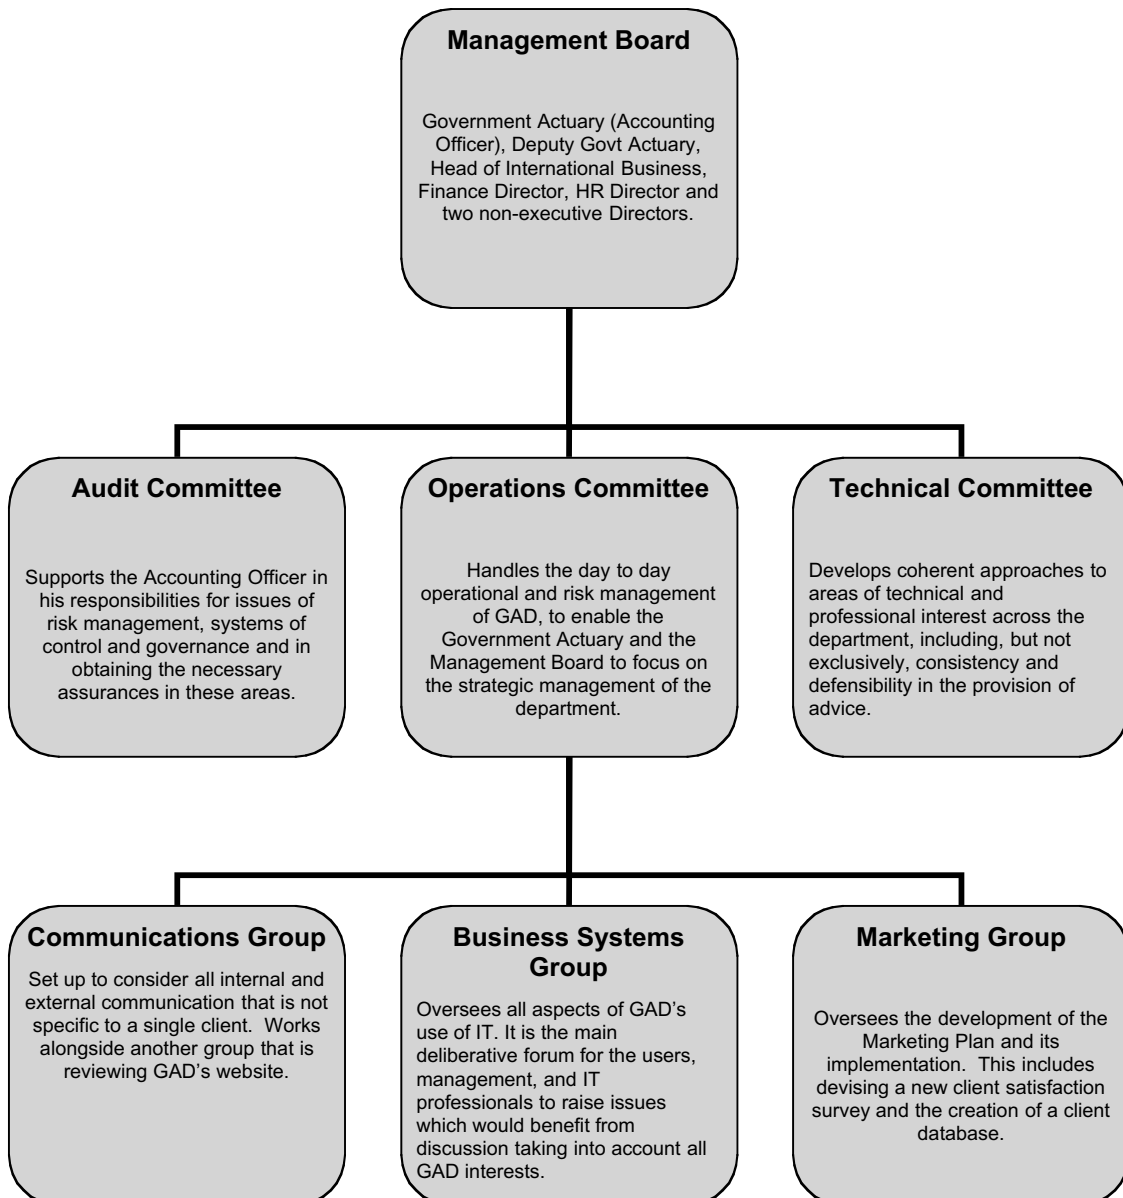 Management Board
Government Actuary (Accounting
Officer), Deputy Govt Actuary,
Head of International Business,
Finance Director, HR Director and
two non-executive Directors.
Audit Committee
Supports the Accounting Officer in
his responsibilities for issues of
risk management, systems of
control and governance and in
obtaining the necessary
assurances in these areas.
Operations Committee
Handles the day to day
operational and risk management
of GAD, to enable the
Government Actuary and the
Management Board to focus on
the strategic management of the
department.
Technical Committee
Develops coherent approaches to
areas of technical and
professional interest across the
department, including, but not
exclusively, consistency and
defensibility in the provision of
advice.
Communications Group
Set up to consider all internal and
external communication that is not
specific to a single client.  Works
alongside another group that is
reviewing GAD’s website.
Business Systems
Group
Oversees all aspects of GAD’s
use of IT. It is the main
deliberative forum for the users,
management, and IT
professionals to raise issues
which would benefit from
discussion taking into account all
GAD interests.
Marketing Group
Oversees the development of the
Marketing Plan and its
implementation.  This includes
devising a new client satisfaction
survey and the creation of a client
database.